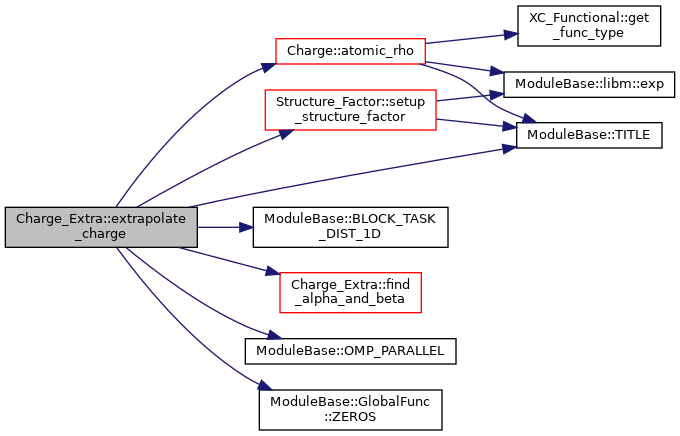 XC_Functional::get
_func_type
Charge::atomic_rho
ModuleBase::libm::exp
Structure_Factor::setup
_structure_factor
ModuleBase::TITLE
Charge_Extra::extrapolate
_charge
ModuleBase::BLOCK_TASK
_DIST_1D
Charge_Extra::find
_alpha_and_beta
ModuleBase::OMP_PARALLEL
ModuleBase::GlobalFunc
::ZEROS